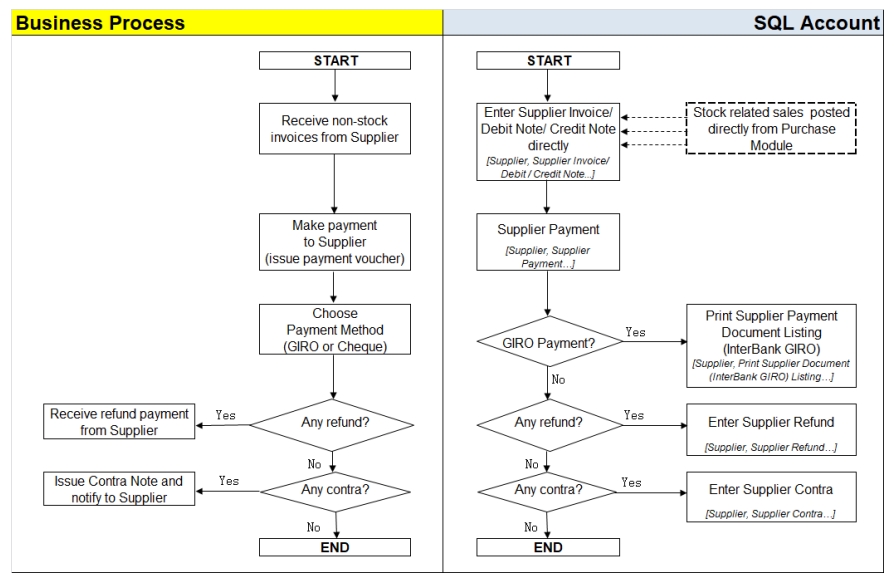 Business Process
START
Receive non-stock
invoices from Supplier
Make payment
to Supplier
(issue payment voucher)
Choose
Payment Method
(GIRO or Cheque)
Any refund?
Yes
Receive refund payment
from Supplier
No
Any contra?
Yes
Issue Contra Note and
notify to Supplier
No
END
SQL Account
START
Enter Supplier Invoice/
Debit Note/ Credit Note
directly
[Supplier, Supplier Invoice/
Debit / Credit Note...]
Stock related sales posted
directly from Purchase
Module
Supplier Payment
[Supplier, Supplier
Payment...]
GIRO Payment?
Yes
Print Supplier Payment
Document Listing
(InterBank GIRO)
[Supplier, Print Supplier Document
(InterBank GIRO) Listing...]
No
Any refund?
Yes
Enter Supplier Refund
[Supplier, Supplier Refund...]
No
Any contra?
Yes
Enter Supplier Contra
[Supplier, Supplier Contra...]
No
END